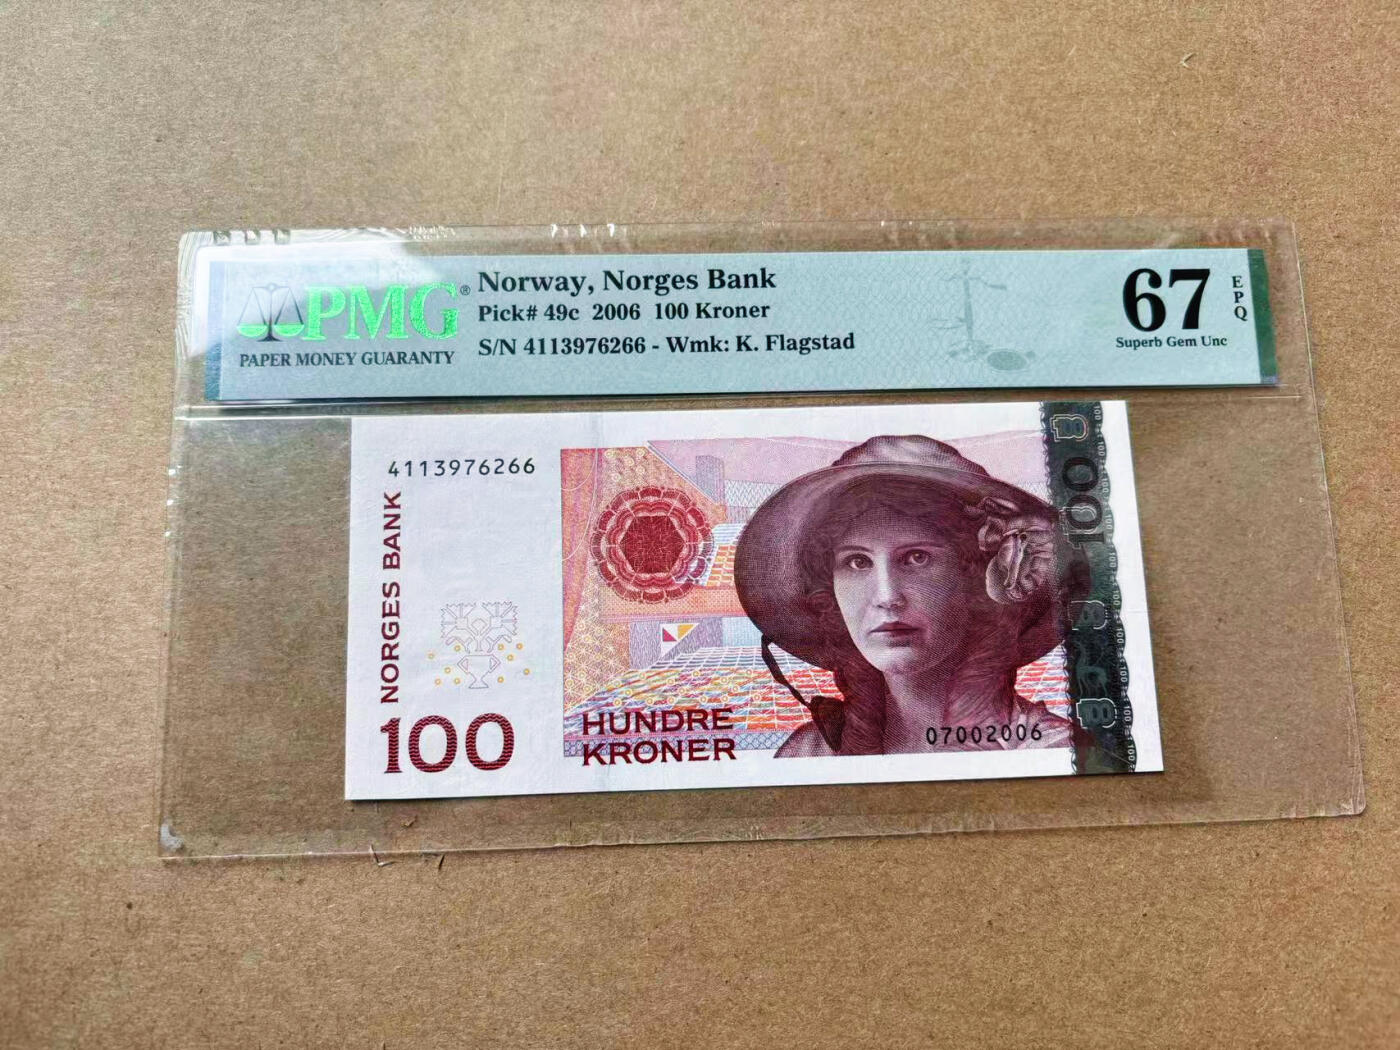 PMG®
PAPER MONEY GUARANTY
Norway, Norges Bank
Pick# 49c 2006 100 Kroner
S/N 4113976266 - Wmk: K. Flagstad
67
EPQ
Superb Gem Unc
4113976266
NORGES BANK
100
HUNDRE
KRONER
07002006
100